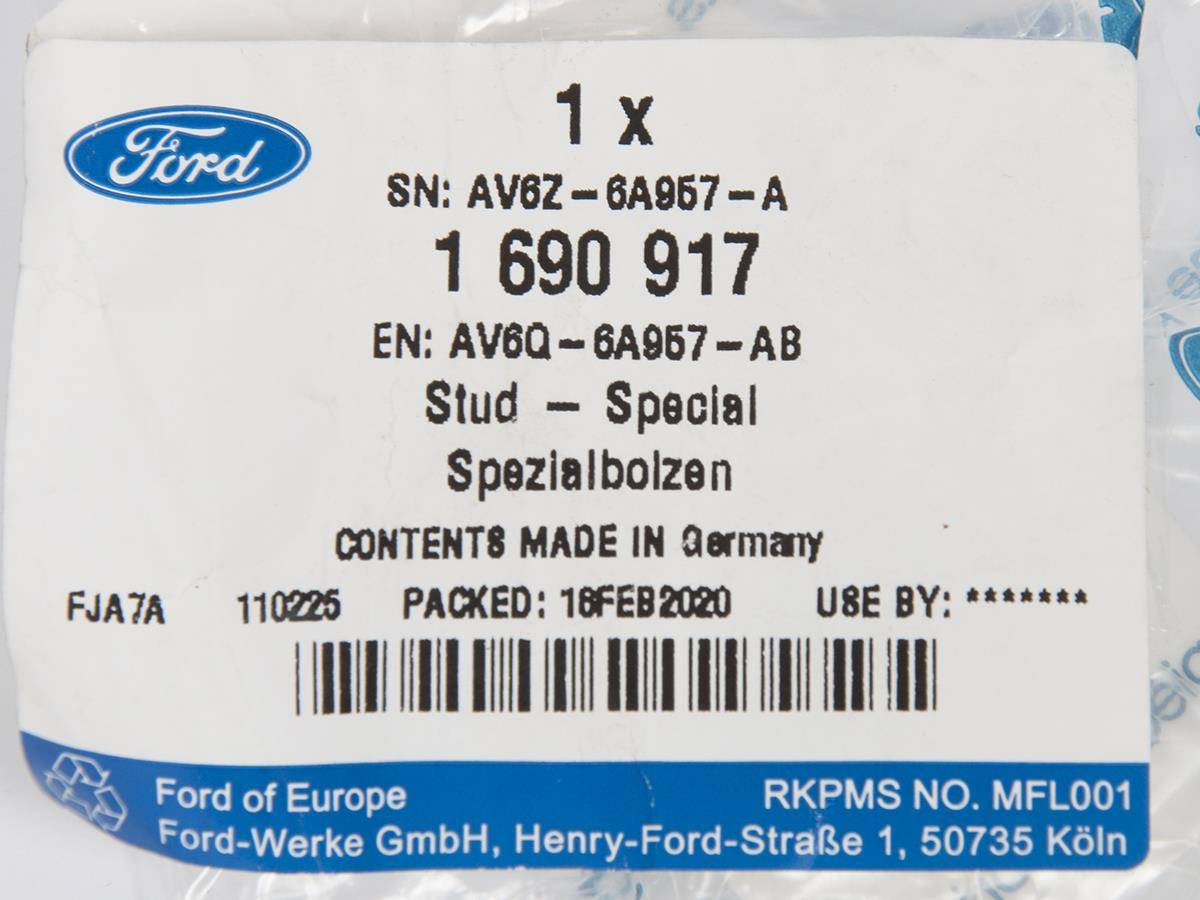 Ford
1 x
SN: AV6Z-6A957-A
1 690 917
EN: AV6Q-6A957-AB
Stud - Special
Spezialbolzen
CONTENTS MADE IN Germany
FJA7A 110225 PACKED: 16FEB2020 USE BY: *******
Ford of Europe RKPMS NO. MFL001
Ford-Werke GmbH, Henry-Ford-Straße 1, 50735 Köln